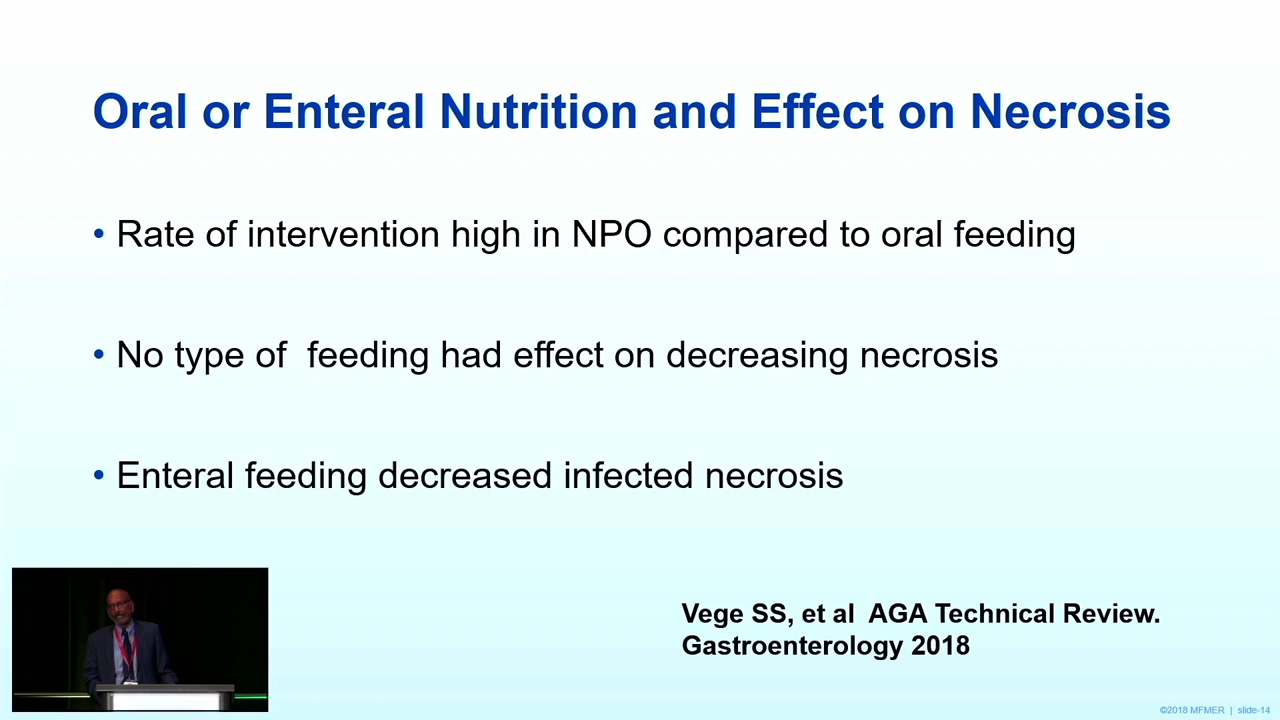 Oral or Enteral Nutrition and Effect on Necrosis
• Rate of intervention high in NPO compared to oral feeding
• No type of  feeding had effect on decreasing necrosis
• Enteral feeding decreased infected necrosis
Vege SS, et al  AGA Technical Review.
Gastroenterology 2018
©2018 MFMER | slide-14